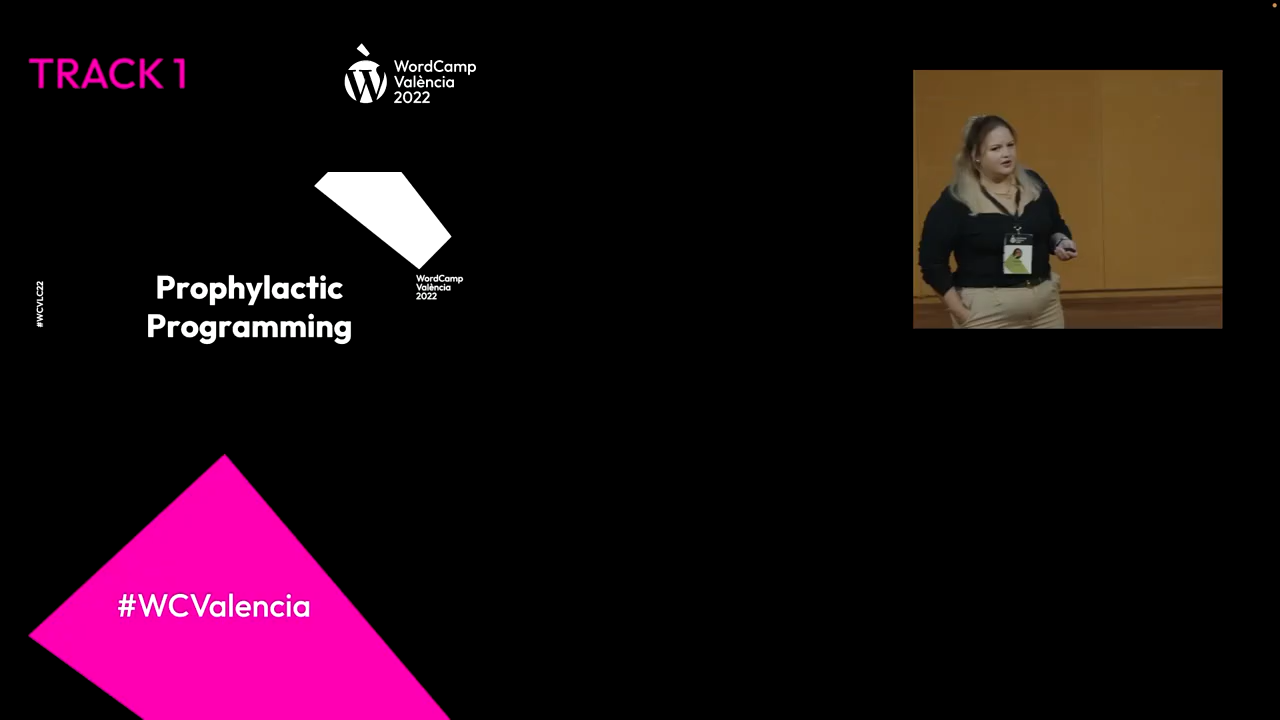 TRACK 1
WordCamp
València
2022
WordCamp
València
2022
#WCVLC22
Prophylactic
Programming
#WCValencia